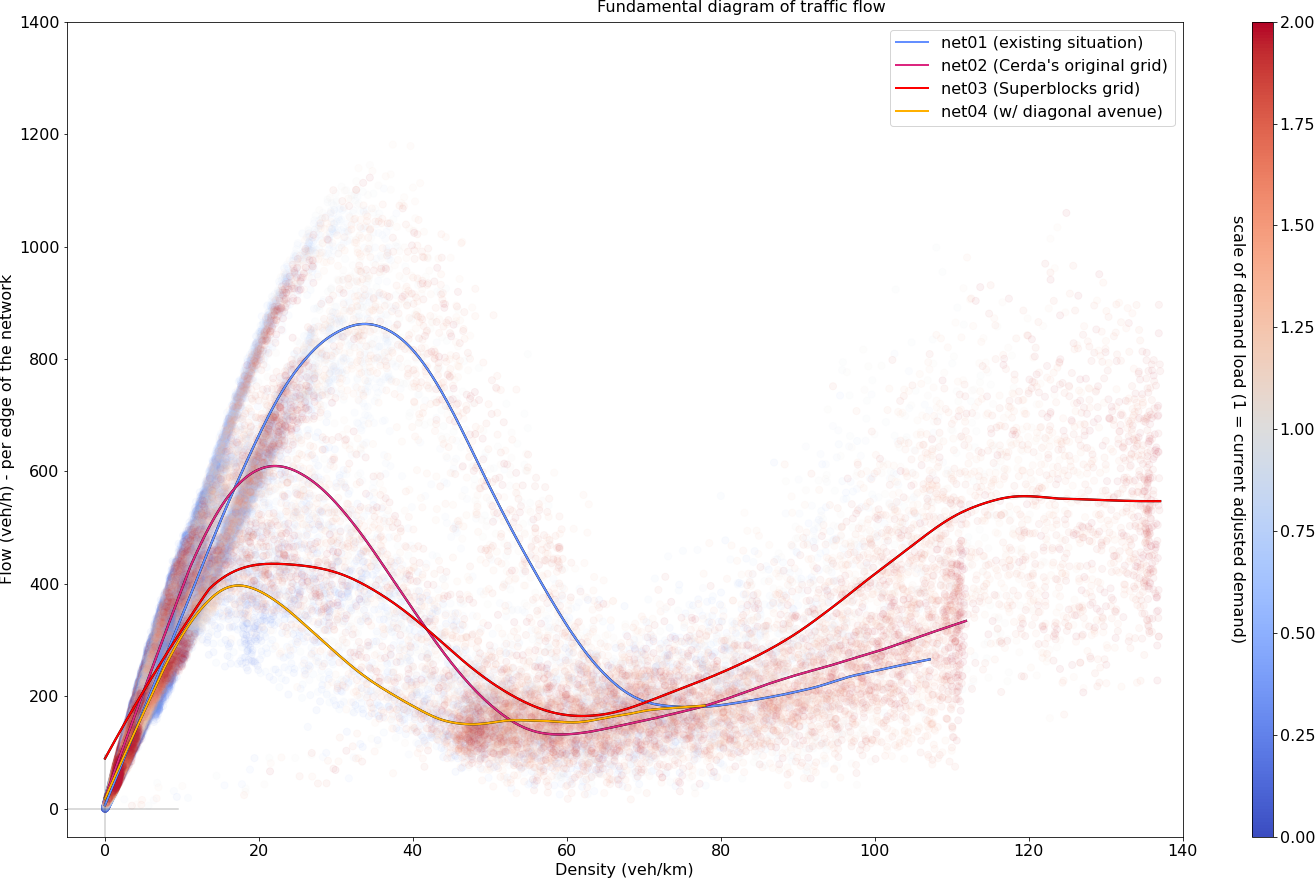 Fundamental diagram of traffic flow
net01 (existing situation)
net02 (Cerda's original grid)
net03 (Superblocks grid)
net04 (w/ diagonal avenue)
Flow (veh/h) - per edge of the network
1400
1200
1000
800
600
400
200
0
0 20 40 60 80 100 120 140
Density (veh/km)
2.00
1.75
1.50
1.25
1.00
0.75
0.50
0.25
0.00
scale of demand load (1 = current adjusted demand)